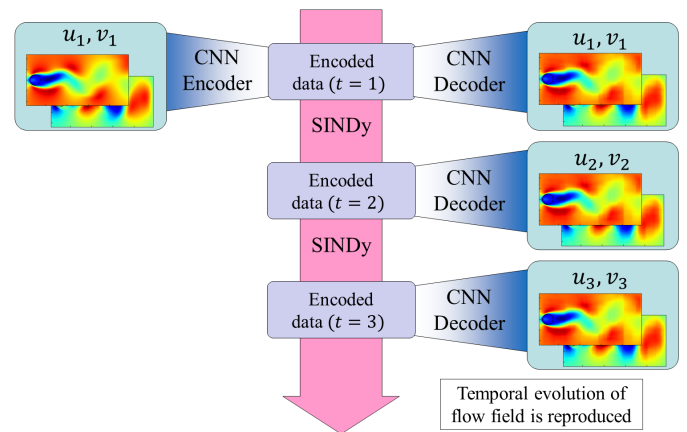 u₁, v₁
CNN
Encoder
Encoded
data (t = 1)
CNN
Decoder
u₁, v₁
SINDy
Encoded
data (t = 2)
CNN
Decoder
u₂, v₂
SINDy
Encoded
data (t = 3)
CNN
Decoder
u₃, v₃
Temporal evolution of
flow field is reproduced